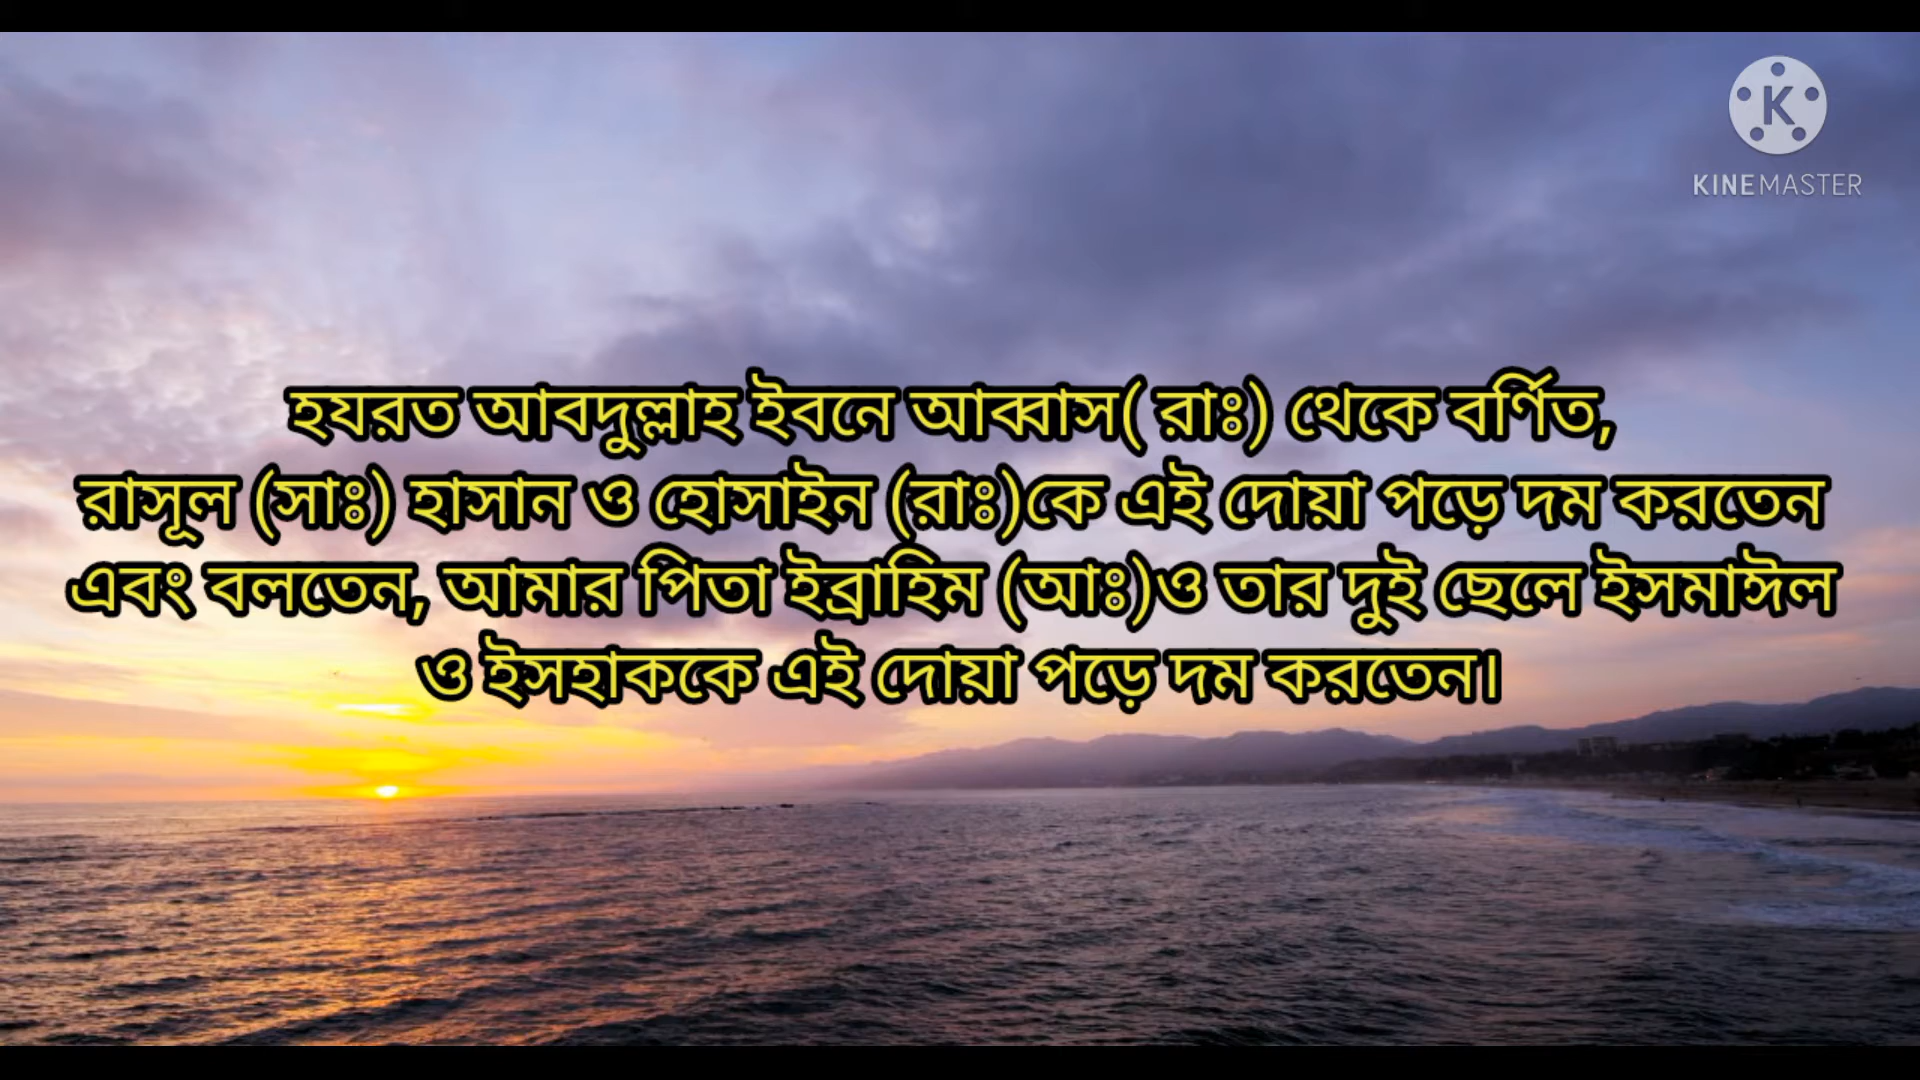 K
KINEMASTER
হযরত আবদুল্লাহ ইবনে আব্বাস( রাঃ) থেকে বর্ণিত,
রাসূল (সাঃ) হাসান ও হোসাইন (রাঃ)কে এই দোয়া পড়ে দম করতেন
এবং বলতেন, আমার পিতা ইব্রাহিম (আঃ)ও তার দুই ছেলে ইসমাঈল
ও ইসহাককে এই দোয়া পড়ে দম করতেন।